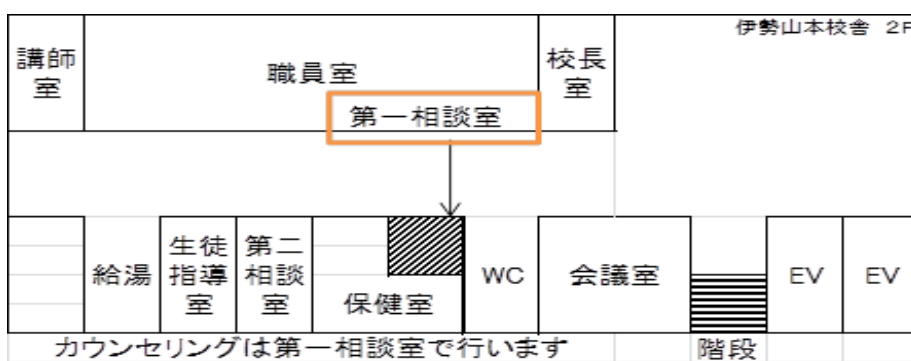 伊勢山本校舎 2F
講師室
職員室
校長室
第一相談室
給湯
生徒指導室
第二相談室
保健室
WC
会議室
EV
EV
カウンセリングは第一相談室で行います
階段